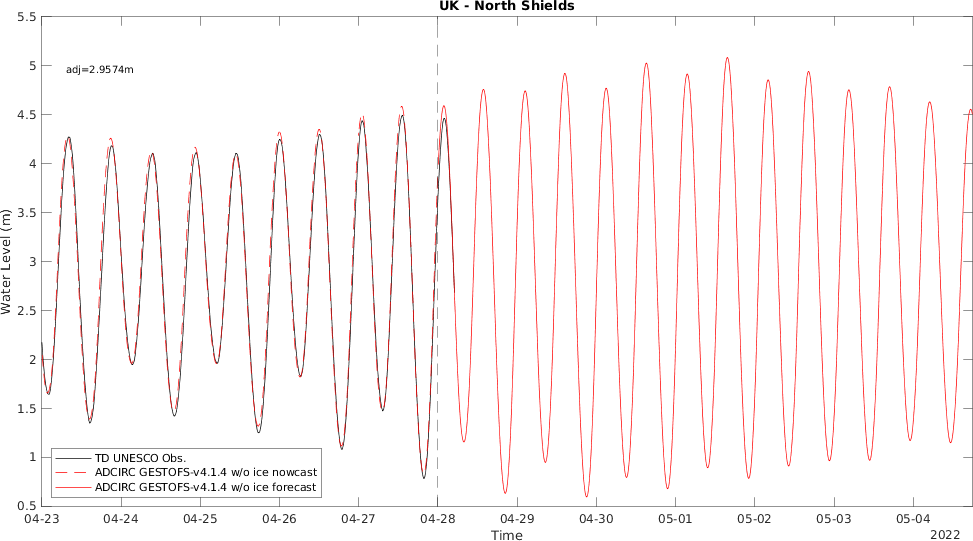 UK - North Shields
5.5
5
4.5
4
3.5
3
2.5
2
1.5
1
0.5
Water Level (m)
adj=2.9574m
TD UNESCO Obs.
ADCIRC GESTOFS-v4.1.4 w/o ice nowcast
ADCIRC GESTOFS-v4.1.4 w/o ice forecast
04-23 04-24 04-25 04-26 04-27 04-28 04-29 04-30 05-01 05-02 05-03 05-04
Time
2022